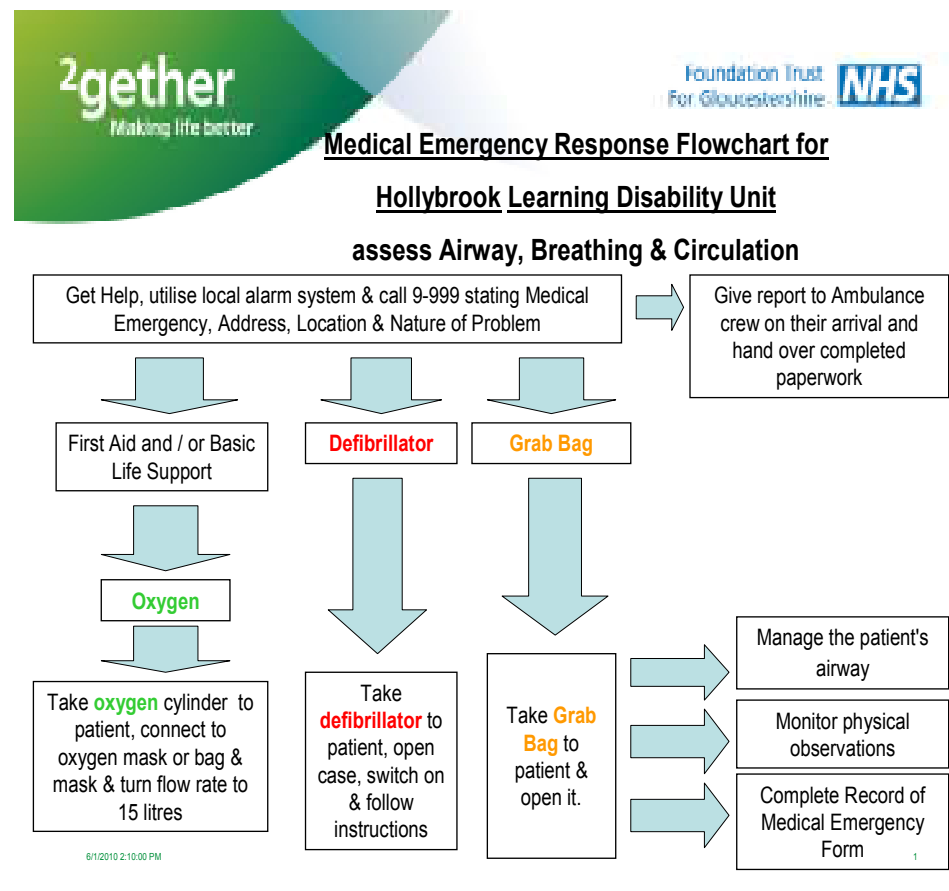 2gether
Making life better
Foundation Trust
For Gloucestershire
NHS
Medical Emergency Response Flowchart for
Hollybrook Learning Disability Unit
assess Airway, Breathing & Circulation
Get Help, utilise local alarm system & call 9-999 stating Medical
Emergency, Address, Location & Nature of Problem
Give report to Ambulance
crew on their arrival and
hand over completed
paperwork
First Aid and / or Basic
Life Support
Defibrillator
Grab Bag
Oxygen
Take oxygen cylinder to
patient, connect to
oxygen mask or bag &
mask & turn flow rate to
15 litres
Take
defibrillator to
patient, open
case, switch on
& follow
instructions
Take Grab
Bag to
patient &
open it.
Manage the patient's
airway
Monitor physical
observations
Complete Record of
Medical Emergency
Form
6/1/2010 2:10:00 PM
1